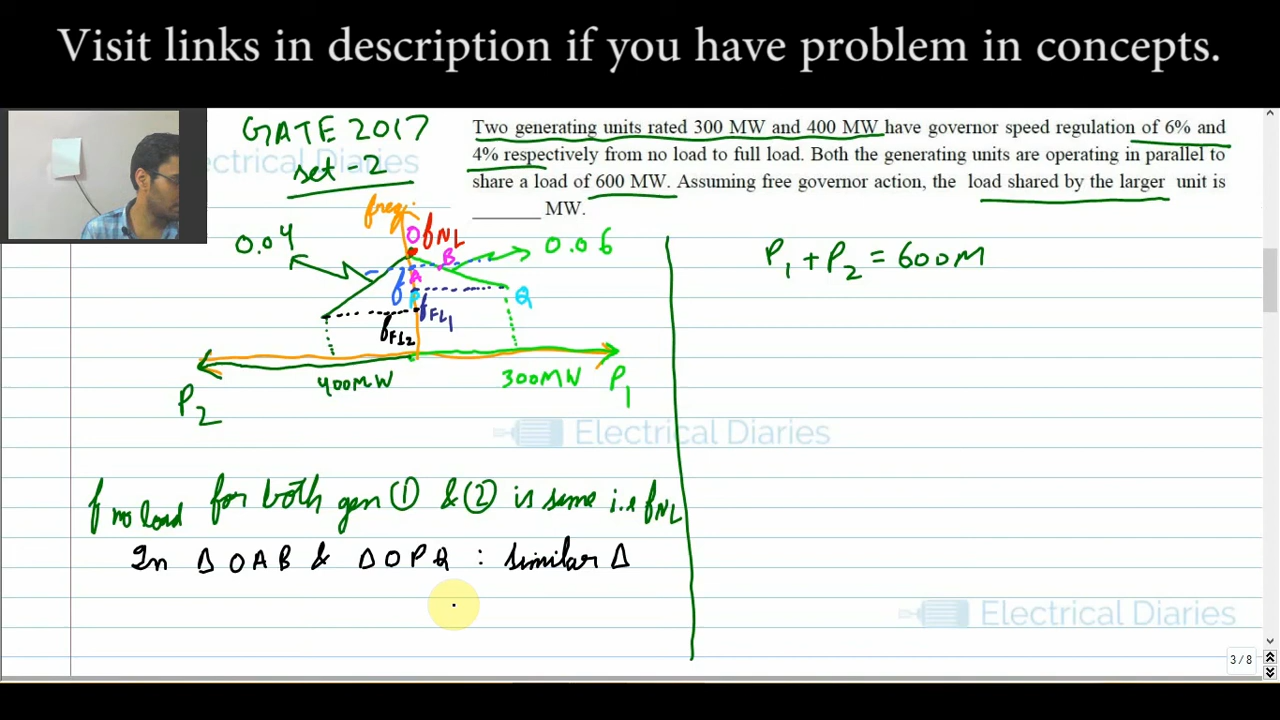 Visit links in description if you have problem in concepts.
GATE 2017
set - 2
Electrical Diaries
Two generating units rated 300 MW and 400 MW have governor speed regulation of 6% and
4% respectively from no load to full load. Both the generating units are operating in parallel to
share a load of 600 MW. Assuming free governor action, the load shared by the larger unit is
________ MW.
freq.
0.04
O fNL
B
0.06
P1 + P2 = 600M
f
A
P
Q
fFL1
fFL2
400MW
300MW
P1
P2
Electrical Diaries
f no load for both gen (1) & (2) is same i.e fNL
In Δ OAB & Δ OPQ : similar Δ
Electrical Diaries
3 / 8